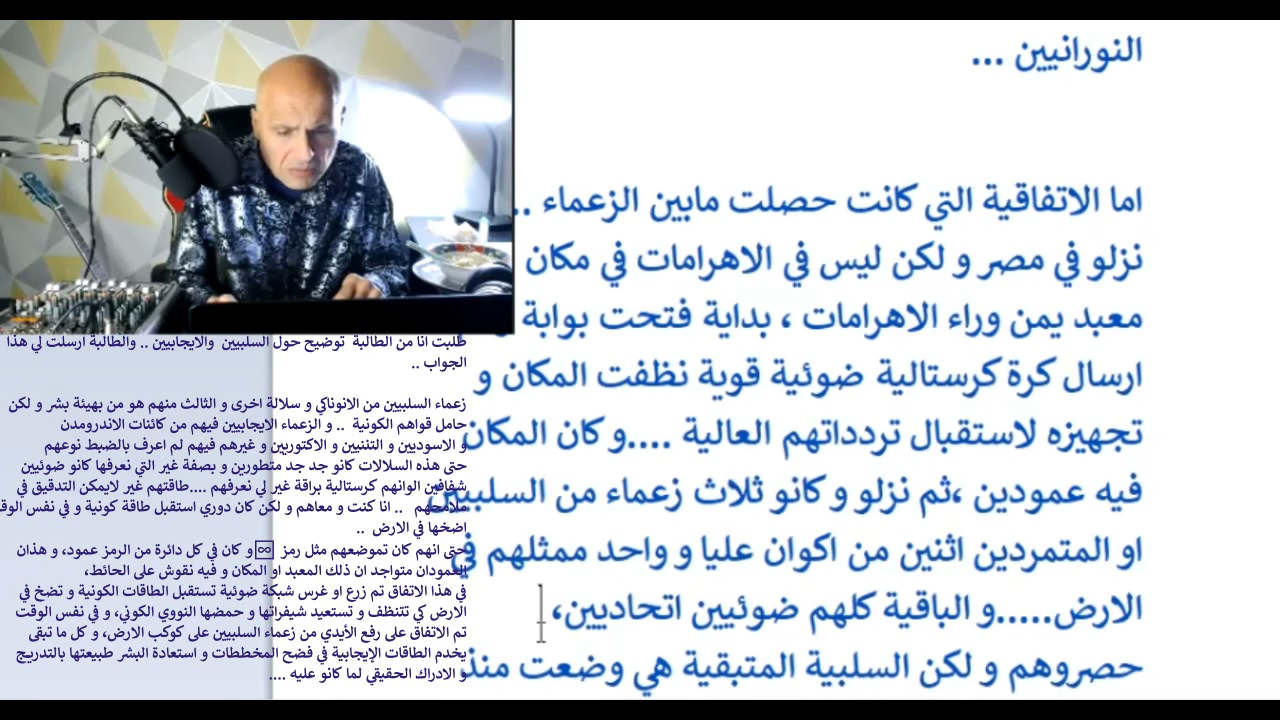 النورانيين ...
اما الاتفاقية التي كانت حصلت مابين الزعماء ..
نزلو في مصر و لكن ليس في الاهرامات في مكان
معبد يمن وراء الاهرامات ، بداية فتحت بوابة
ارسال كرة كرستالية ضوئية قوية نظفت المكان و
تجهيزه لاستقبال تردداتهم العالية ....و كان المكان
فيه عمودين ،ثم نزلو و كانو ثلاث زعماء من السلبيين
او المتمردين اثنين من اكوان عليا و واحد ممثلهم في
الارض.....و الباقية كلهم ضوئيين اتحاديين،
حصروهم و لكن السلبية المتبقية هي وضعت منذ
طلبت انا من الطالبة توضيح حول السلبيين والايجابيين .. والطالبة ارسلت لي هذا
الجواب ..
زعماء السلبيين من الانوناكي و سلالة اخرى و الثالث منهم هو من بهيئة بشر و لكن
حامل قواهم الكونية .. و الزعماء الايجابيين فيهم من كائنات الاندرومدن
و الاسوديين و التننيين و الاكتوريين و غيرهم فيهم لم اعرف بالضبط نوعهم
حتى هذه السلالات كانو جد جد متطورين و بصفة غير التي نعرفها كانو ضوئيين
شفافين الوانهم كرستالية براقة غير لي نعرفهم ....طاقتهم غير لايمكن التدقيق في
ملامحهم .. انا كنت و معاهم و لكن كان دوري استقبل طاقة كونية و في نفس الوق
اضخها في الارض ..
حتى انهم كان تموضعهم مثل رمز ∞ و كان في كل دائرة من الرمز عمود، و هذان
العمودان متواجد ان ذلك المعبد او المكان و فيه نقوش على الحائط،
في هذا الاتفاق تم زرع او غرس شبكة ضوئية تستقبل الطاقات الكونية و تضخ في
الارض كي تتنظف و تستعيد شيفراتها و حمضها النووي الكوني، و في نفس الوقت
تم الاتفاق على رفع الأيدي من زعماء السلبيين على كوكب الارض، و كل ما تبقى
يخدم الطاقات الإيجابية في فضح المخططات و استعادة البشر طبيعتها بالتدريج
و الادراك الحقيقي لما كانو عليه ....